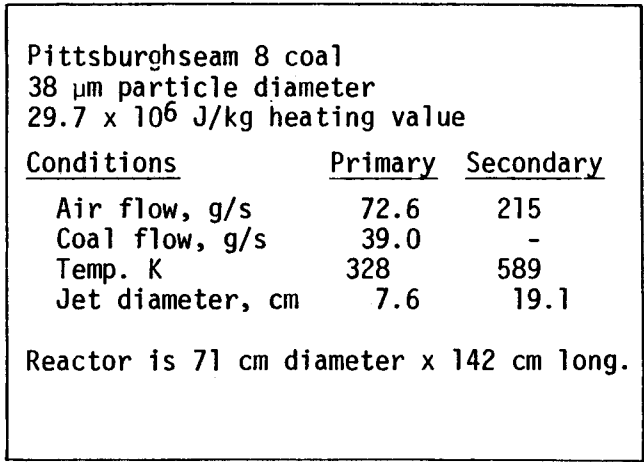 Pittsburghseam 8 coal
38 μm particle diameter
29.7 x 10⁶ J/kg heating value
Conditions Primary Secondary
Air flow, g/s 72.6 215
Coal flow, g/s 39.0 -
Temp. K 328 589
Jet diameter, cm 7.6 19.1
Reactor is 71 cm diameter x 142 cm long.